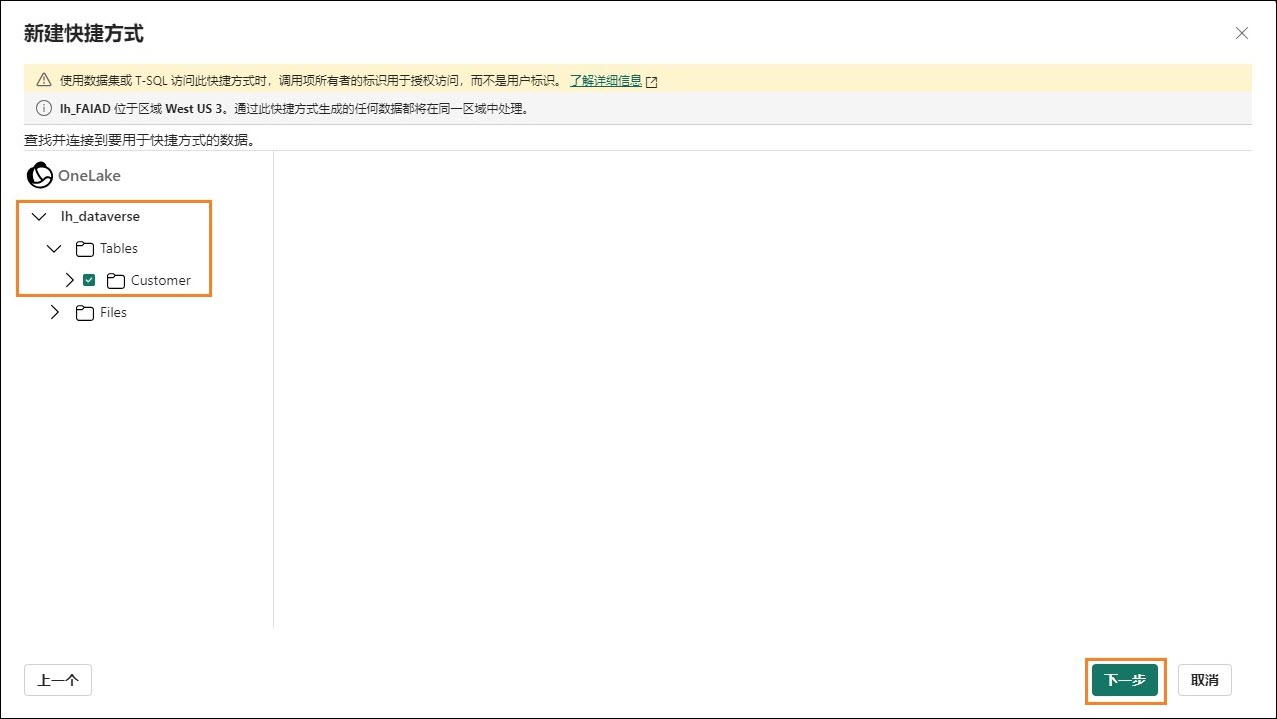 新建快捷方式
使用数据集或 T-SQL 访问此快捷方式时，调用项所有者的标识用于授权访问，而不是用户标识。 了解详细信息
lh_FAIAD 位于区域 West US 3。通过此快捷方式生成的任何数据都将在同一区域中处理。
查找并连接到要用于快捷方式的数据。
OneLake
lh_dataverse
Tables
Customer
Files
上一个
下一步
取消